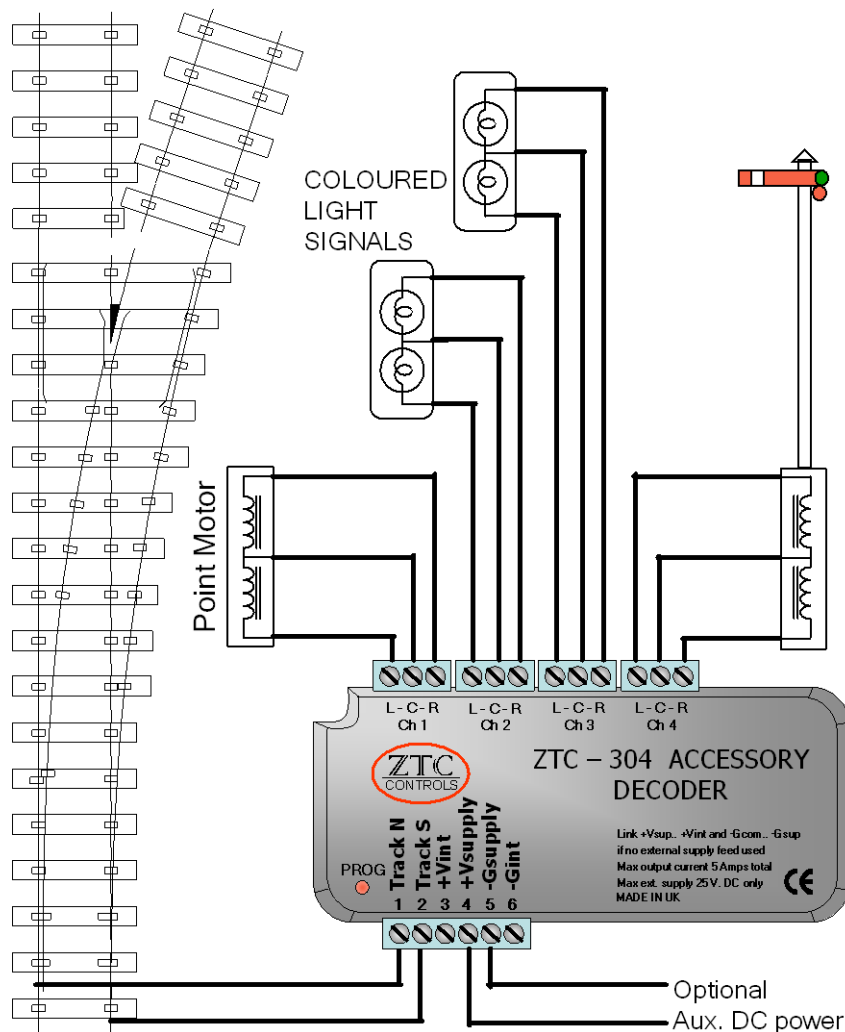 COLOURED
LIGHT
SIGNALS
Point Motor
L-C-R
Ch 1
L-C-R
Ch 2
L-C-R
Ch 3
L-C-R
Ch 4
ZTC
CONTROLS
ZTC – 304 ACCESSORY
DECODER
Link +Vsup.. +Vint and -Gcom.. -Gsup
if no external supply feed used
Max output current 5 Amps total
Max ext. supply 25 V. DC only
MADE IN UK
CE
PROG
Track N
Track S
+Vint
+Vsupply
-Gsupply
-Gint
1 2 3 4 5 6
Optional
Aux. DC power